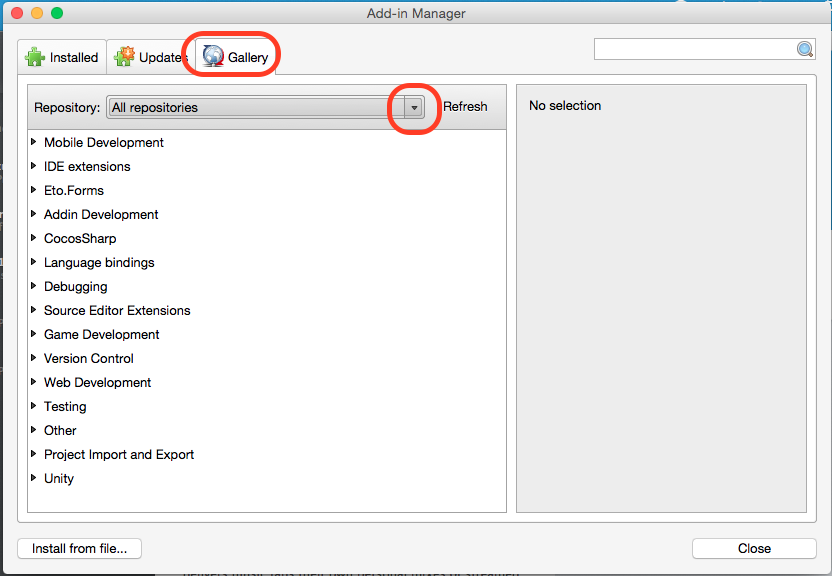 Add-in Manager
Installed Updates Gallery
Repository: All repositories Refresh
No selection
Mobile Development
IDE extensions
Eto.Forms
Addin Development
CocosSharp
Language bindings
Debugging
Source Editor Extensions
Game Development
Version Control
Web Development
Testing
Other
Project Import and Export
Unity
Install from file... Close